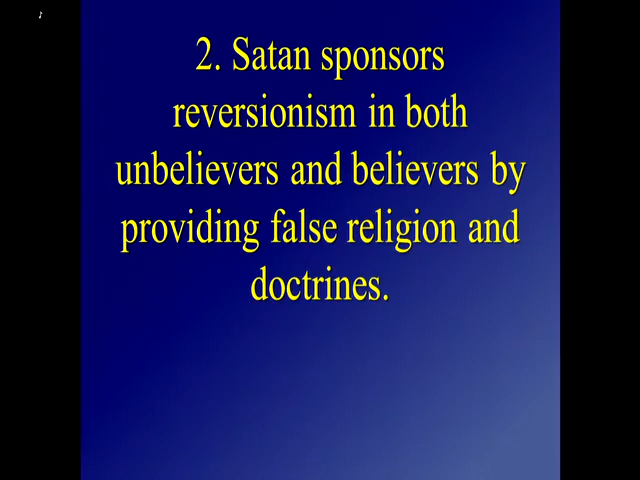 2. Satan sponsors
reversionism in both
unbelievers and believers by
providing false religion and
doctrines.